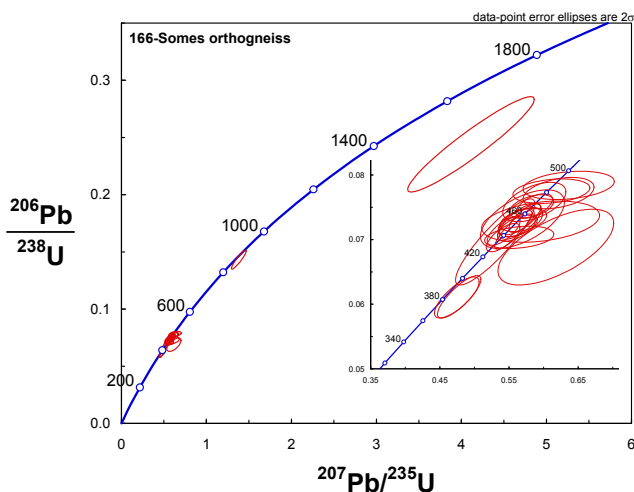 data-point error ellipses are 2σ
166-Somes orthogneiss
1800
1400
1000
600
200
0.3
0.2
0.1
0.0
206Pb
238U
0 1 2 3 4 5 6
207Pb/235U
0.08
0.07
0.06
0.05
500
460
420
380
340
0.35 0.45 0.55 0.65